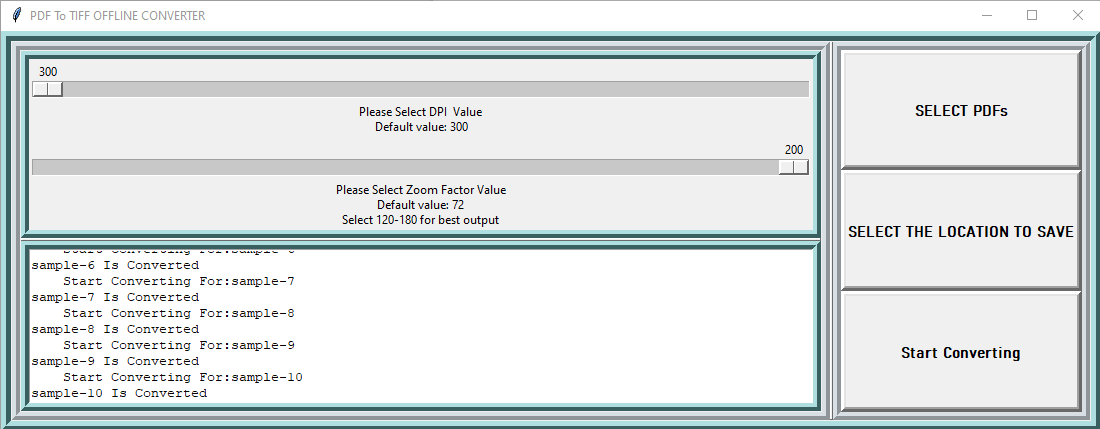 PDF To TIFF OFFLINE CONVERTER
300
Please Select DPI  Value
Default value: 300
200
Please Select Zoom Factor Value
Default value: 72
Select 120-180 for best output
sample-6 Is Converted
    Start Converting For:sample-7
sample-7 Is Converted
    Start Converting For:sample-8
sample-8 Is Converted
    Start Converting For:sample-9
sample-9 Is Converted
    Start Converting For:sample-10
sample-10 Is Converted
SELECT PDFs
SELECT THE LOCATION TO SAVE
Start Converting